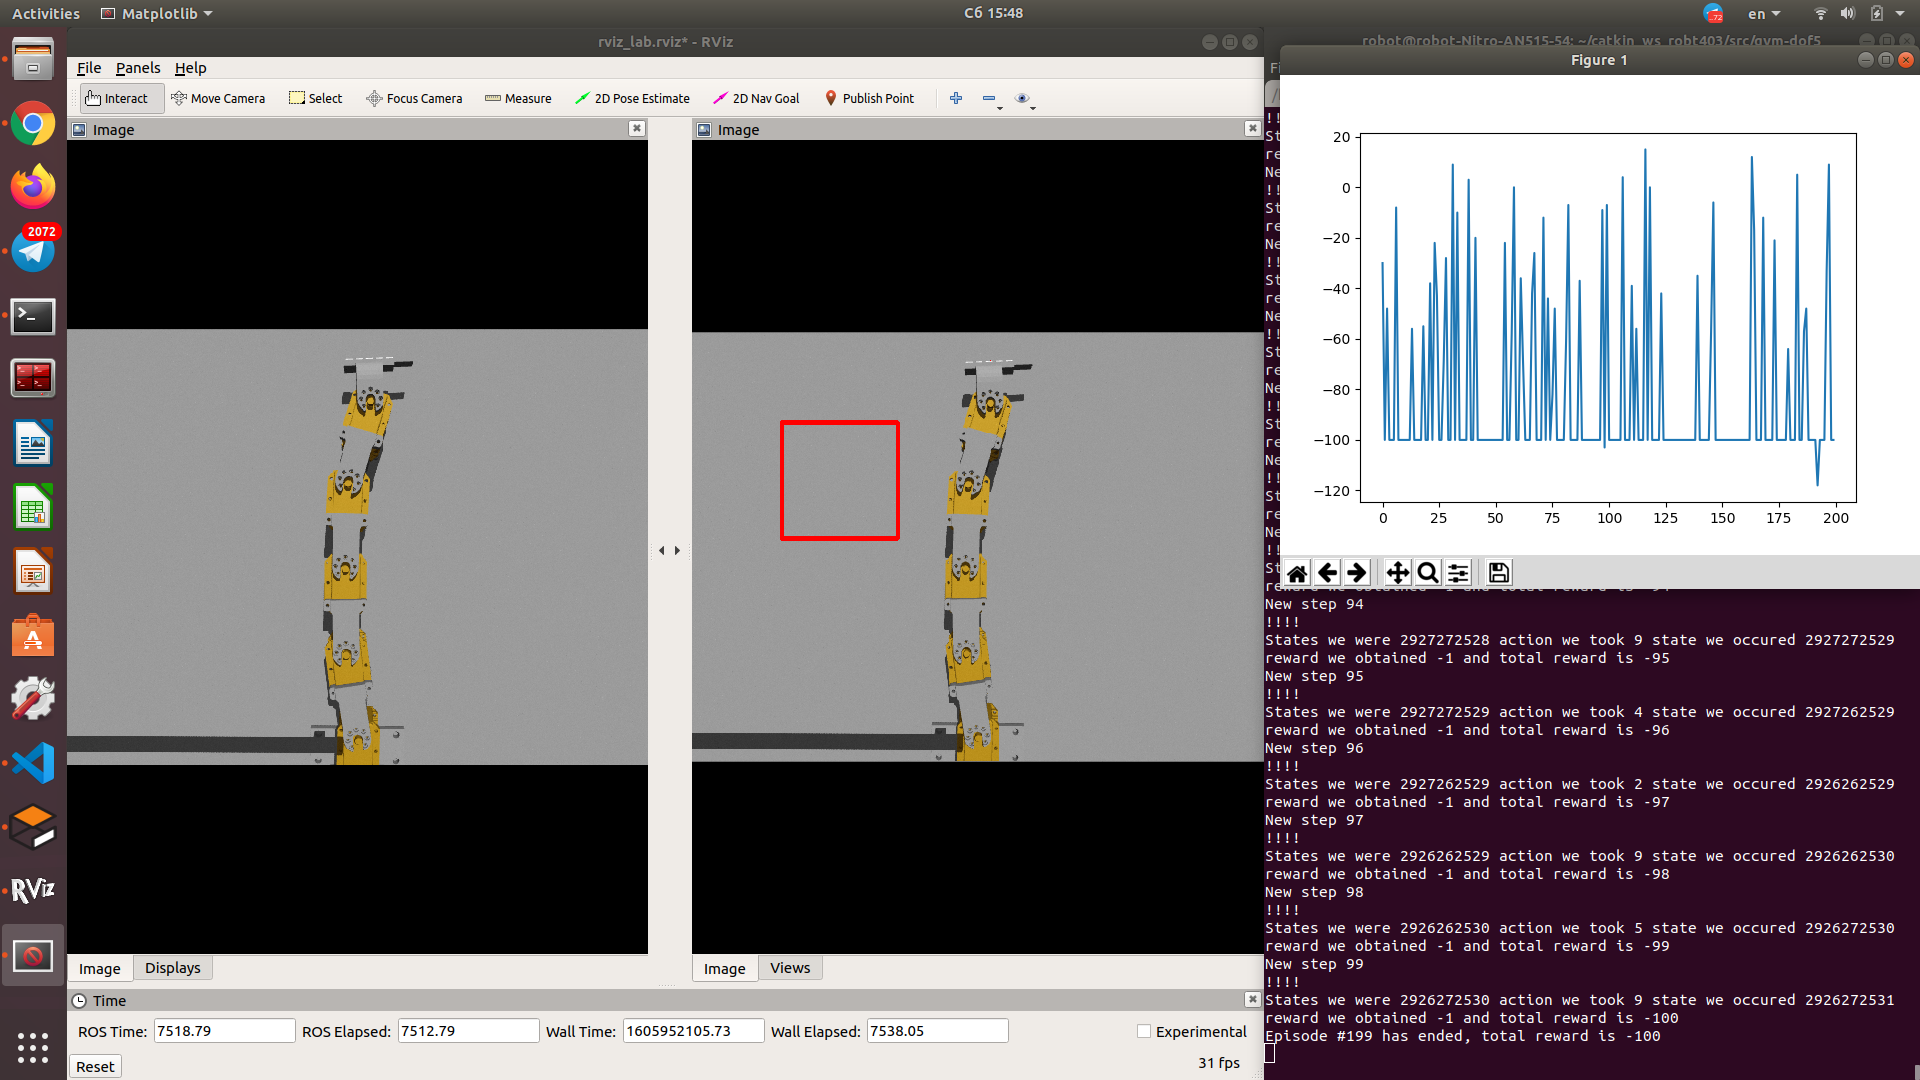 Activities
Matplotlib
Сб 15:48
72
en
rviz_lab.rviz* - RViz
robot@robot-Nitro-AN515-54: ~/catkin_ws_robt403/src/gym-dof5
Figure 1
File Panels Help
Interact Move Camera Select Focus Camera Measure 2D Pose Estimate 2D Nav Goal Publish Point
Image
Image
2072
RViz
20
0
−20
−40
−60
−80
−100
−120
0 25 50 75 100 125 150 175 200
New step 94
!!!!
States we were 2927272528 action we took 9 state we occured 2927272529
reward we obtained -1 and total reward is -95
New step 95
!!!!
States we were 2927272529 action we took 4 state we occured 2927262529
reward we obtained -1 and total reward is -96
New step 96
!!!!
States we were 2927262529 action we took 2 state we occured 2926262529
reward we obtained -1 and total reward is -97
New step 97
!!!!
States we were 2926262529 action we took 9 state we occured 2926262530
reward we obtained -1 and total reward is -98
New step 98
!!!!
States we were 2926262530 action we took 5 state we occured 2926272530
reward we obtained -1 and total reward is -99
New step 99
!!!!
States we were 2926272530 action we took 9 state we occured 2926272531
reward we obtained -1 and total reward is -100
Episode #199 has ended, total reward is -100
Image Displays
Image Views
Time
ROS Time: 7518.79 ROS Elapsed: 7512.79 Wall Time: 1605952105.73 Wall Elapsed: 7538.05 Experimental
Reset
31 fps